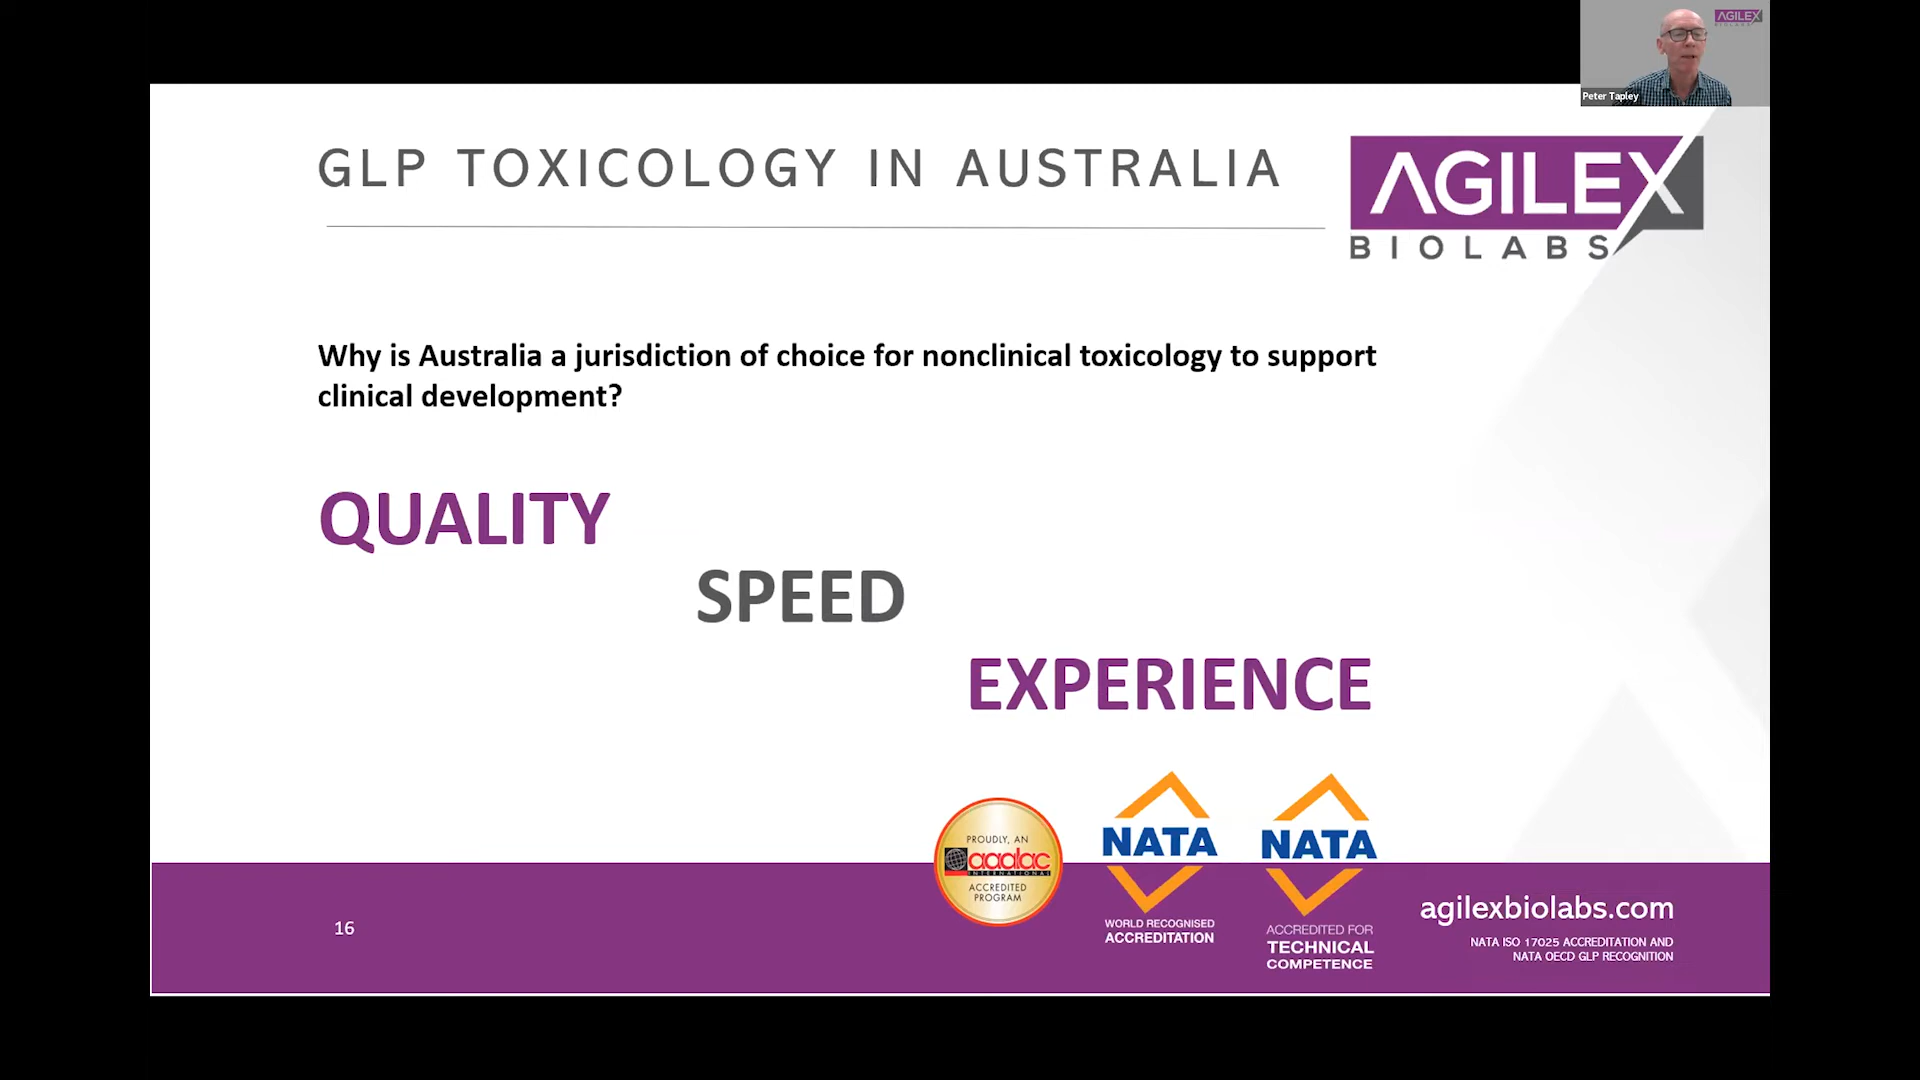 AGILEX
BIOLABS
Peter Tapley
GLP TOXICOLOGY IN AUSTRALIA
AGILEX
BIOLABS
Why is Australia a jurisdiction of choice for nonclinical toxicology to support
clinical development?
QUALITY
SPEED
EXPERIENCE
PROUDLY, AN
aaalac
INTERNATIONAL
ACCREDITED
PROGRAM
NATA
WORLD RECOGNISED
ACCREDITATION
NATA
ACCREDITED FOR
TECHNICAL
COMPETENCE
agilexbiolabs.com
NATA ISO 17025 ACCREDITATION AND
NATA OECD GLP RECOGNITION
16